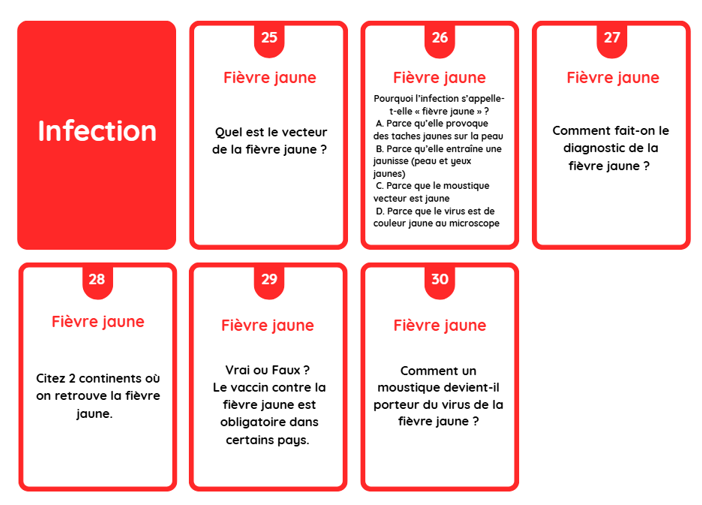 Infection
25
Fièvre jaune
Quel est le vecteur
de la fièvre jaune ?
26
Fièvre jaune
Pourquoi l'infection s'appelle-
t-elle « fièvre jaune » ?
A. Parce qu'elle provoque
des taches jaunes sur la peau
B. Parce qu'elle entraîne une
jaunisse (peau et yeux
jaunes)
C. Parce que le moustique
vecteur est jaune
D. Parce que le virus est de
couleur jaune au microscope
27
Fièvre jaune
Comment fait-on le
diagnostic de la
fièvre jaune ?
28
Fièvre jaune
Citez 2 continents où
on retrouve la fièvre
jaune.
29
Fièvre jaune
Vrai ou Faux ?
Le vaccin contre la
fièvre jaune est
obligatoire dans
certains pays.
30
Fièvre jaune
Comment un
moustique devient-il
porteur du virus de la
fièvre jaune ?